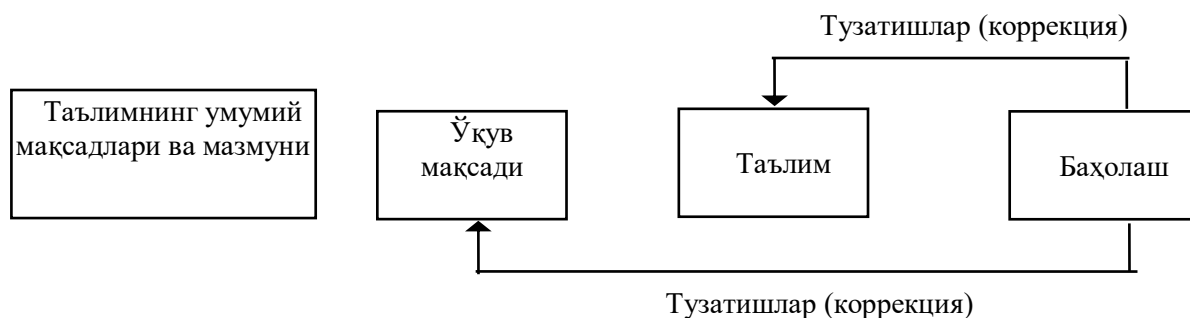 Тузатишлар (коррекция)
Таълимнинг умумий
мақсадлари ва мазмуни
Ўқув
мақсади
Таълим
Баҳолаш
Тузатишлар (коррекция)